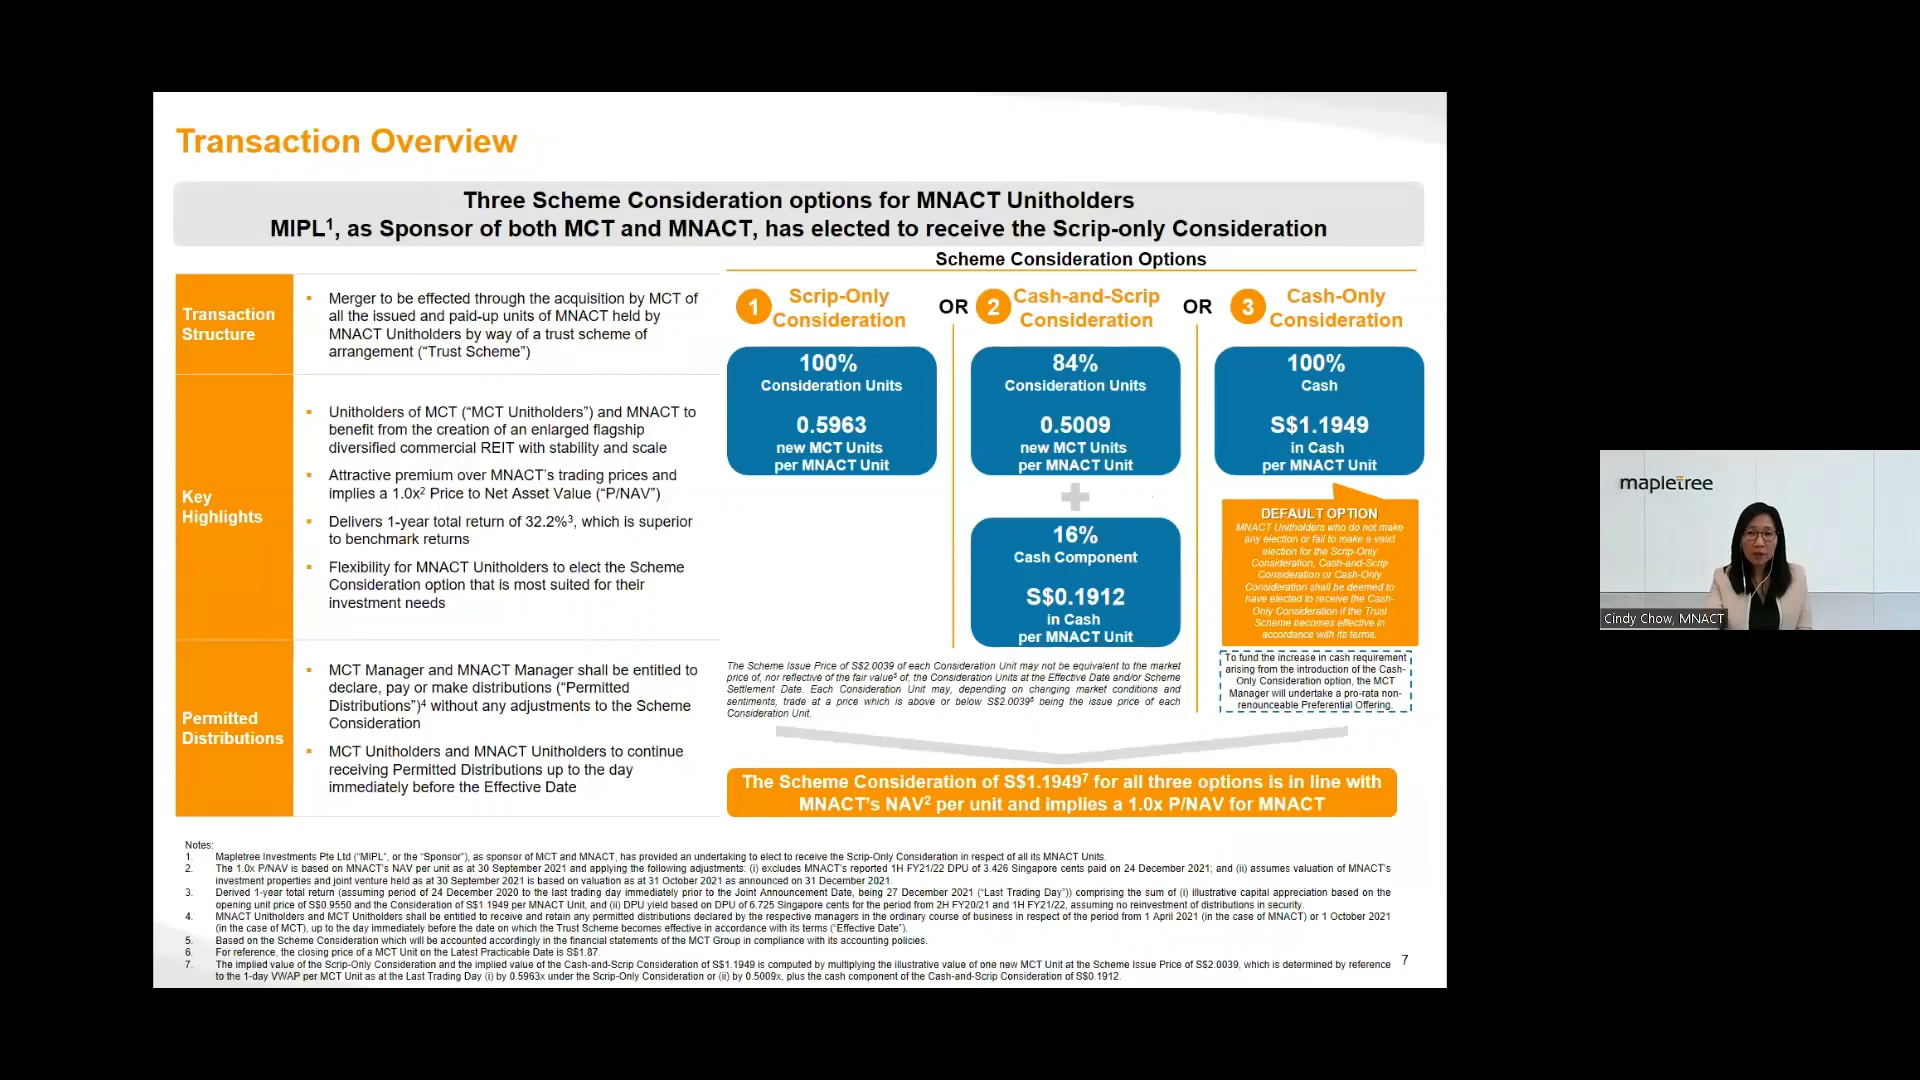 Transaction Overview
Three Scheme Consideration options for MNACT Unitholders
MIPL1, as Sponsor of both MCT and MNACT, has elected to receive the Scrip-only Consideration
Transaction
Structure
▪ Merger to be effected through the acquisition by MCT of
all the issued and paid-up units of MNACT held by
MNACT Unitholders by way of a trust scheme of
arrangement (“Trust Scheme”)
Key
Highlights
▪ Unitholders of MCT (“MCT Unitholders”) and MNACT to
benefit from the creation of an enlarged flagship
diversified commercial REIT with stability and scale
▪ Attractive premium over MNACT’s trading prices and
implies a 1.0x2 Price to Net Asset Value (“P/NAV”)
▪ Delivers 1-year total return of 32.2%3, which is superior
to benchmark returns
▪ Flexibility for MNACT Unitholders to elect the Scheme
Consideration option that is most suited for their
investment needs
Permitted
Distributions
▪ MCT Manager and MNACT Manager shall be entitled to
declare, pay or make distributions (“Permitted
Distributions”)4 without any adjustments to the Scheme
Consideration
▪ MCT Unitholders and MNACT Unitholders to continue
receiving Permitted Distributions up to the day
immediately before the Effective Date
Scheme Consideration Options
1 Scrip-Only
Consideration
OR
2 Cash-and-Scrip
Consideration
OR
3 Cash-Only
Consideration
100%
Consideration Units
0.5963
new MCT Units
per MNACT Unit
84%
Consideration Units
0.5009
new MCT Units
per MNACT Unit
16%
Cash Component
S$0.1912
in Cash
per MNACT Unit
100%
Cash
S$1.1949
in Cash
per MNACT Unit
DEFAULT OPTION
MNACT Unitholders who do not make
any election or fail to make a valid
election for the Scrip-Only
Consideration, Cash-and-Scrip
Consideration or Cash-Only
Consideration shall be deemed to
have elected to receive the Cash-
Only Consideration if the Trust
Scheme becomes effective in
accordance with its terms.
To fund the increase in cash requirement
arising from the introduction of the Cash-
Only Consideration option, the MCT
Manager will undertake a pro-rata non-
renounceable Preferential Offering.
The Scheme Issue Price of S$2.0039 of each Consideration Unit may not be equivalent to the market
price of, nor reflective of the fair value5 of, the Consideration Units at the Effective Date and/or Scheme
Settlement Date. Each Consideration Unit may, depending on changing market conditions and
sentiments, trade at a price which is above or below S$2.00396 being the issue price of each
Consideration Unit.
The Scheme Consideration of S$1.19497 for all three options is in line with
MNACT’s NAV2 per unit and implies a 1.0x P/NAV for MNACT
Notes:
1. Mapletree Investments Pte Ltd (“MIPL”, or the “Sponsor”), as sponsor of MCT and MNACT, has provided an undertaking to elect to receive the Scrip-Only Consideration in respect of all its MNACT Units.
2. The 1.0x P/NAV is based on MNACT’s NAV per unit as at 30 September 2021 and applying the following adjustments: (i) excludes MNACT’s reported 1H FY21/22 DPU of 3.426 Singapore cents paid on 24 December 2021; and (ii) assumes valuation of MNACT’s
investment properties and joint venture held as at 30 September 2021 is based on valuation as at 31 October 2021 as announced on 31 December 2021.
3. Derived 1-year total return (assuming period of 24 December 2020 to the last trading day immediately prior to the Joint Announcement Date, being 27 December 2021 (“Last Trading Day”)) comprising the sum of (i) illustrative capital appreciation based on the
opening unit price of S$0.9550 and the Consideration of S$1.1949 per MNACT Unit, and (ii) DPU yield based on DPU of 6.725 Singapore cents for the period from 2H FY20/21 and 1H FY21/22, assuming no reinvestment of distributions in security.
4. MNACT Unitholders and MCT Unitholders shall be entitled to receive and retain any permitted distributions declared by the respective managers in the ordinary course of business in respect of the period from 1 April 2021 (in the case of MNACT) or 1 October 2021
(in the case of MCT), up to the day immediately before the date on which the Trust Scheme becomes effective in accordance with its terms (“Effective Date”).
5. Based on the Scheme Consideration which will be accounted accordingly in the financial statements of the MCT Group in compliance with its accounting policies.
6. For reference, the closing price of a MCT Unit on the Latest Practicable Date is S$1.87.
7. The implied value of the Scrip-Only Consideration and the implied value of the Cash-and-Scrip Consideration of S$1.1949 is computed by multiplying the illustrative value of one new MCT Unit at the Scheme Issue Price of S$2.0039, which is determined by reference
to the 1-day VWAP per MCT Unit as at the Last Trading Day (i) by 0.5963x under the Scrip-Only Consideration or (ii) by 0.5009x, plus the cash component of the Cash-and-Scrip Consideration of S$0.1912.
7
mapletree
Cindy Chow, MNACT